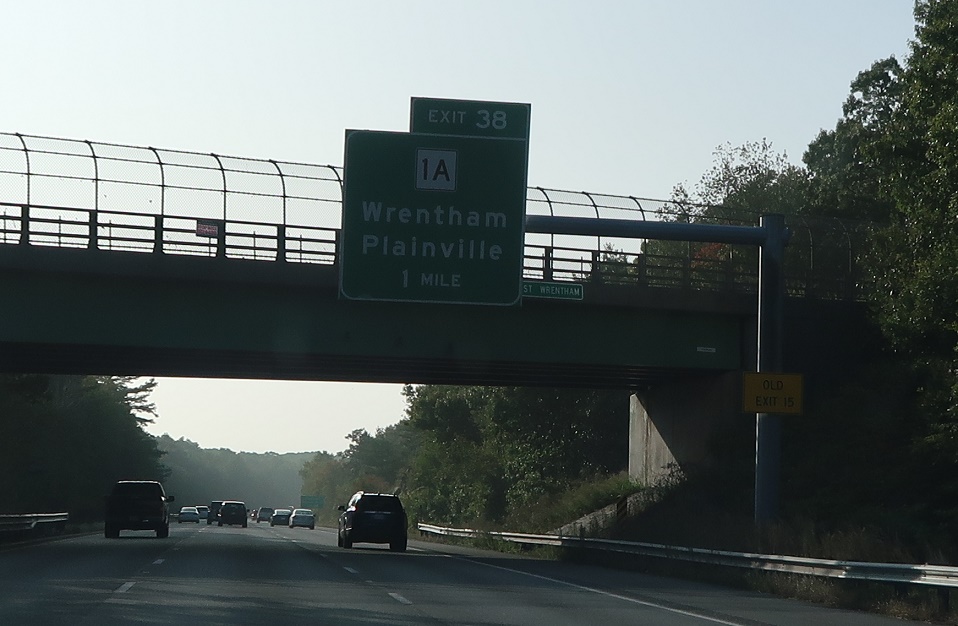 EXIT 38
1A
Wrentham
Plainville
1 MILE
ST WRENTHAM
OLD
EXIT 15